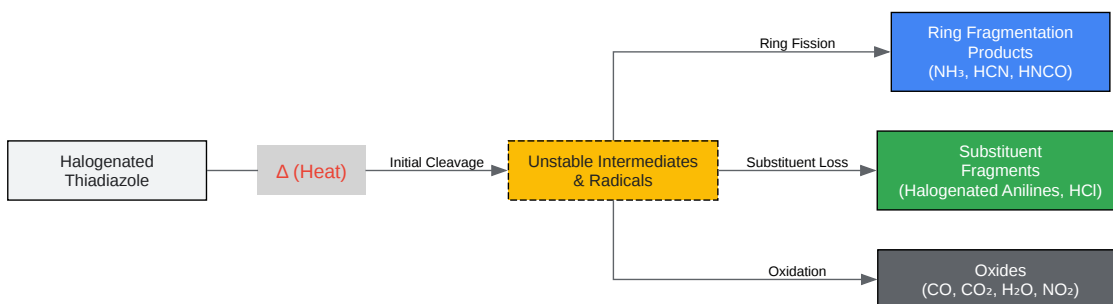 Halogenated
Thiadiazole
Δ (Heat)
Initial Cleavage
Unstable Intermediates
& Radicals
Ring Fission
Ring Fragmentation
Products
(NH₃, HCN, HNCO)
Substituent Loss
Substituent
Fragments
(Halogenated Anilines, HCl)
Oxidation
Oxides
(CO, CO₂, H₂O, NO₂)